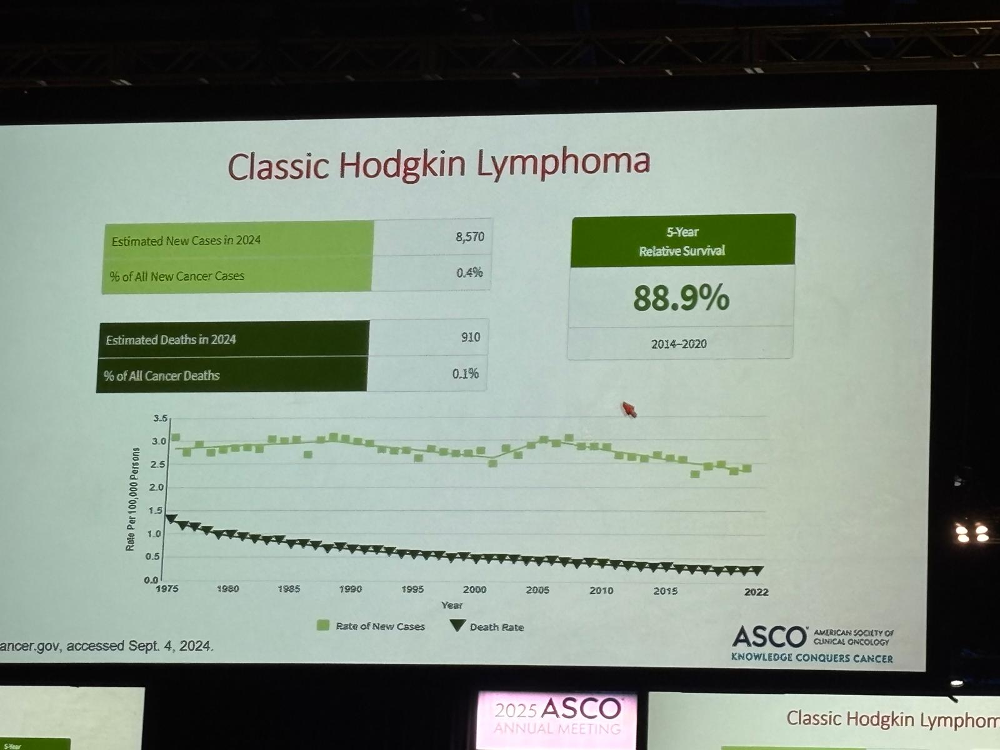 Classic Hodgkin Lymphoma
Estimated New Cases in 2024 8,570
% of All New Cancer Cases 0.4%
5-Year
Relative Survival
88.9%
2014–2020
Estimated Deaths in 2024 910
% of All Cancer Deaths 0.1%
Rate Per 100,000 Persons
3.5
3.0
2.5
2.0
1.5
1.0
0.5
0.0
1975 1980 1985 1990 1995 2000 2005 2010 2015 2022
Year
Rate of New Cases Death Rate
ancer.gov, accessed Sept. 4, 2024.
ASCO AMERICAN SOCIETY OF
CLINICAL ONCOLOGY
KNOWLEDGE CONQUERS CANCER
2025 ASCO
ANNUAL MEETING
Classic Hodgkin Lymphom
5-Year